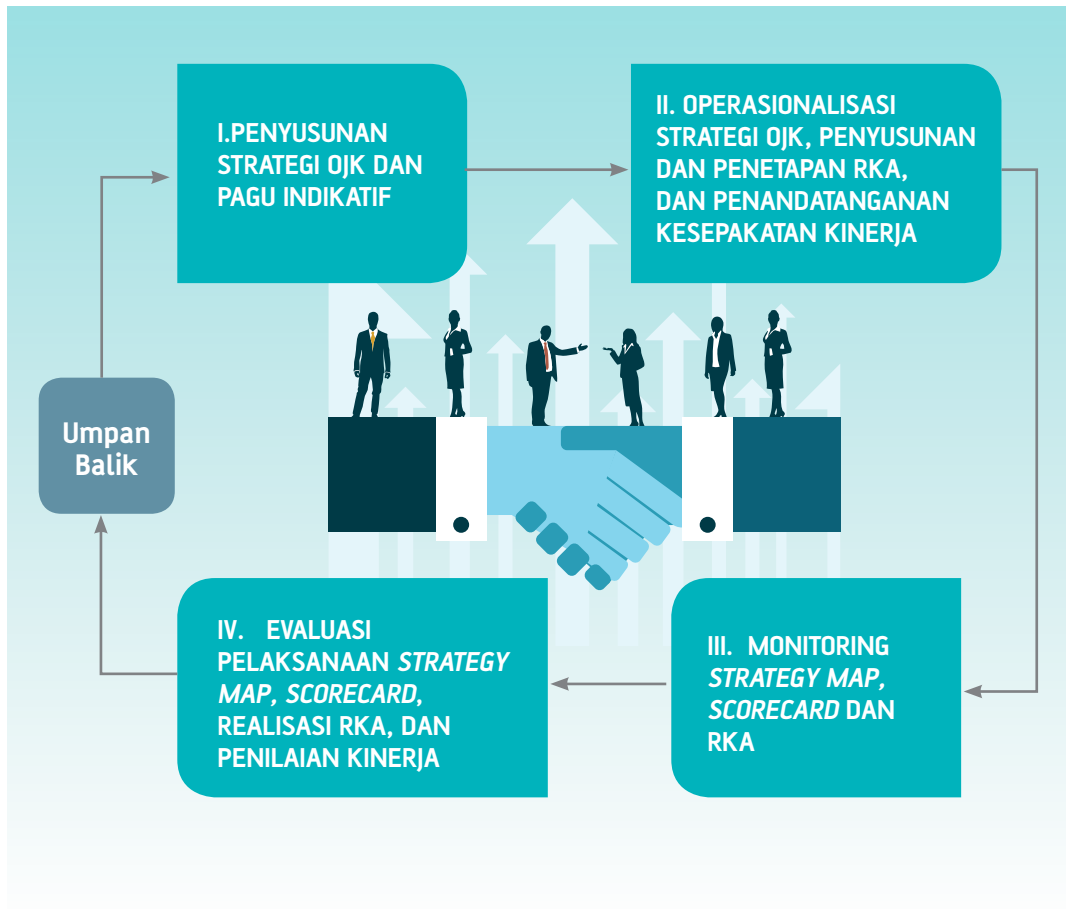 I.PENYUSUNAN
STRATEGI OJK DAN
PAGU INDIKATIF
II. OPERASIONALISASI
STRATEGI OJK, PENYUSUNAN
DAN PENETAPAN RKA,
DAN PENANDATANGANAN
KESEPAKATAN KINERJA
Umpan
Balik
IV. EVALUASI
PELAKSANAAN STRATEGY
MAP, SCORECARD,
REALISASI RKA, DAN
PENILAIAN KINERJA
III. MONITORING
STRATEGY MAP,
SCORECARD DAN
RKA